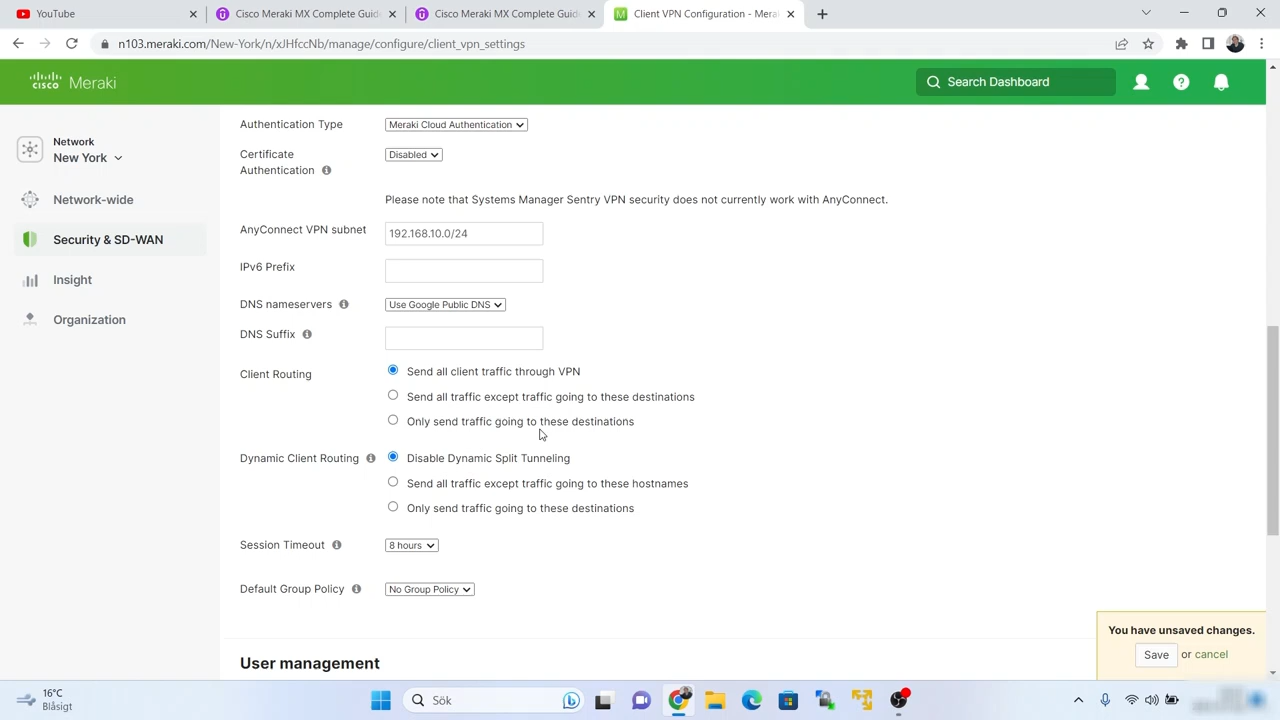 YouTube
Cisco Meraki MX Complete Guide
Cisco Meraki MX Complete Guide
Client VPN Configuration - Mera
n103.meraki.com/New-York/n/xJHfccNb/manage/configure/client_vpn_settings
cisco Meraki
Search Dashboard
Network
New York
Network-wide
Security & SD-WAN
Insight
Organization
Authentication Type
Meraki Cloud Authentication
Certificate
Authentication
Disabled
Please note that Systems Manager Sentry VPN security does not currently work with AnyConnect.
AnyConnect VPN subnet
192.168.10.0/24
IPv6 Prefix
DNS nameservers
Use Google Public DNS
DNS Suffix
Client Routing
Send all client traffic through VPN
Send all traffic except traffic going to these destinations
Only send traffic going to these destinations
Dynamic Client Routing
Disable Dynamic Split Tunneling
Send all traffic except traffic going to these hostnames
Only send traffic going to these destinations
Session Timeout
8 hours
Default Group Policy
No Group Policy
User management
You have unsaved changes.
Save or cancel
16°C
Blåsigt
Sök